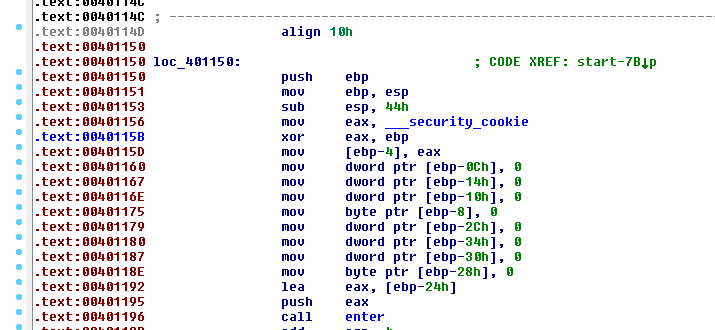 .text:0040114C
.text:0040114C ; ---------------------------------------------------------------------------
.text:0040114D align 10h
.text:00401150
.text:00401150 loc_401150: ; CODE XREF: start-7B↓p
.text:00401150 push ebp
.text:00401151 mov ebp, esp
.text:00401153 sub esp, 44h
.text:00401156 mov eax, ___security_cookie
.text:0040115B xor eax, ebp
.text:0040115D mov [ebp-4], eax
.text:00401160 mov dword ptr [ebp-0Ch], 0
.text:00401167 mov dword ptr [ebp-14h], 0
.text:0040116E mov dword ptr [ebp-10h], 0
.text:00401175 mov byte ptr [ebp-8], 0
.text:00401179 mov dword ptr [ebp-2Ch], 0
.text:00401180 mov dword ptr [ebp-34h], 0
.text:00401187 mov dword ptr [ebp-30h], 0
.text:0040118E mov byte ptr [ebp-28h], 0
.text:00401192 lea eax, [ebp-24h]
.text:00401195 push eax
.text:00401196 call enter